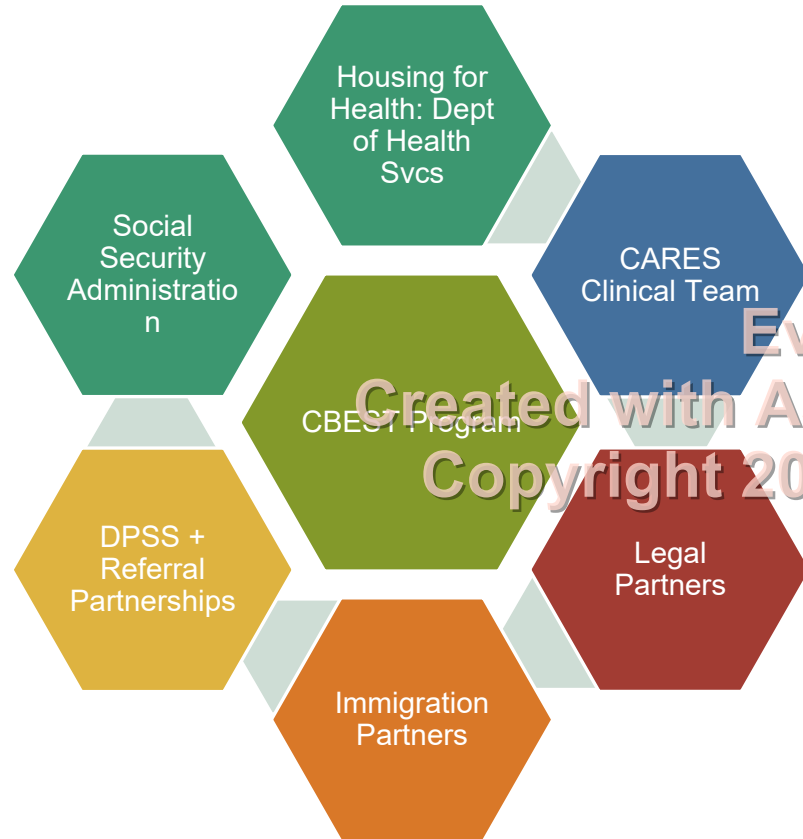 Housing for
Health: Dept
of Health
Svcs
Social
Security
Administratio
n
CARES
Clinical Team
CBEST Program
Created with A
Copyright 20
DPSS +
Referral
Partnerships
Legal
Partners
Immigration
Partners